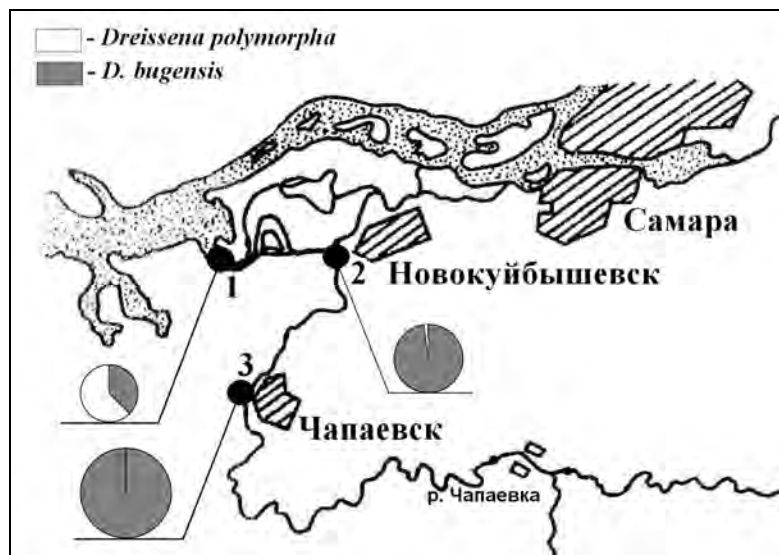 - Dreissena polymorpha
- D. bugensis
Самара
Новокуйбышевск
1
2
3
Чапаевск
р. Чапаевка